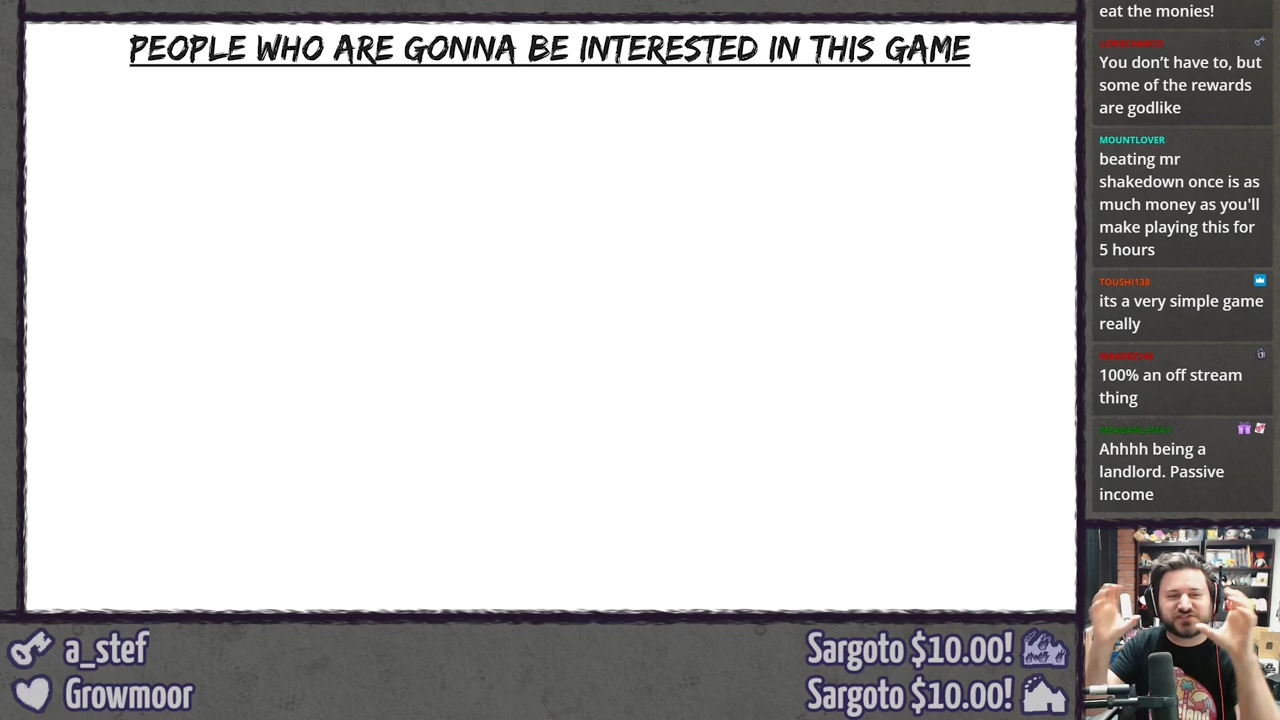 PEOPLE WHO ARE GONNA BE INTERESTED IN THIS GAME
eat the monies!
You don't have to, but
some of the rewards
are godlike
MOUNTLOVER
beating mr
shakedown once is as
much money as you'll
make playing this for
5 hours
TOUSHI138
its a very simple game
really
100% an off stream
thing
Ahhhh being a
landlord. Passive
income
a_stef
Growmoor
Sargoto $10.00!
Sargoto $10.00!